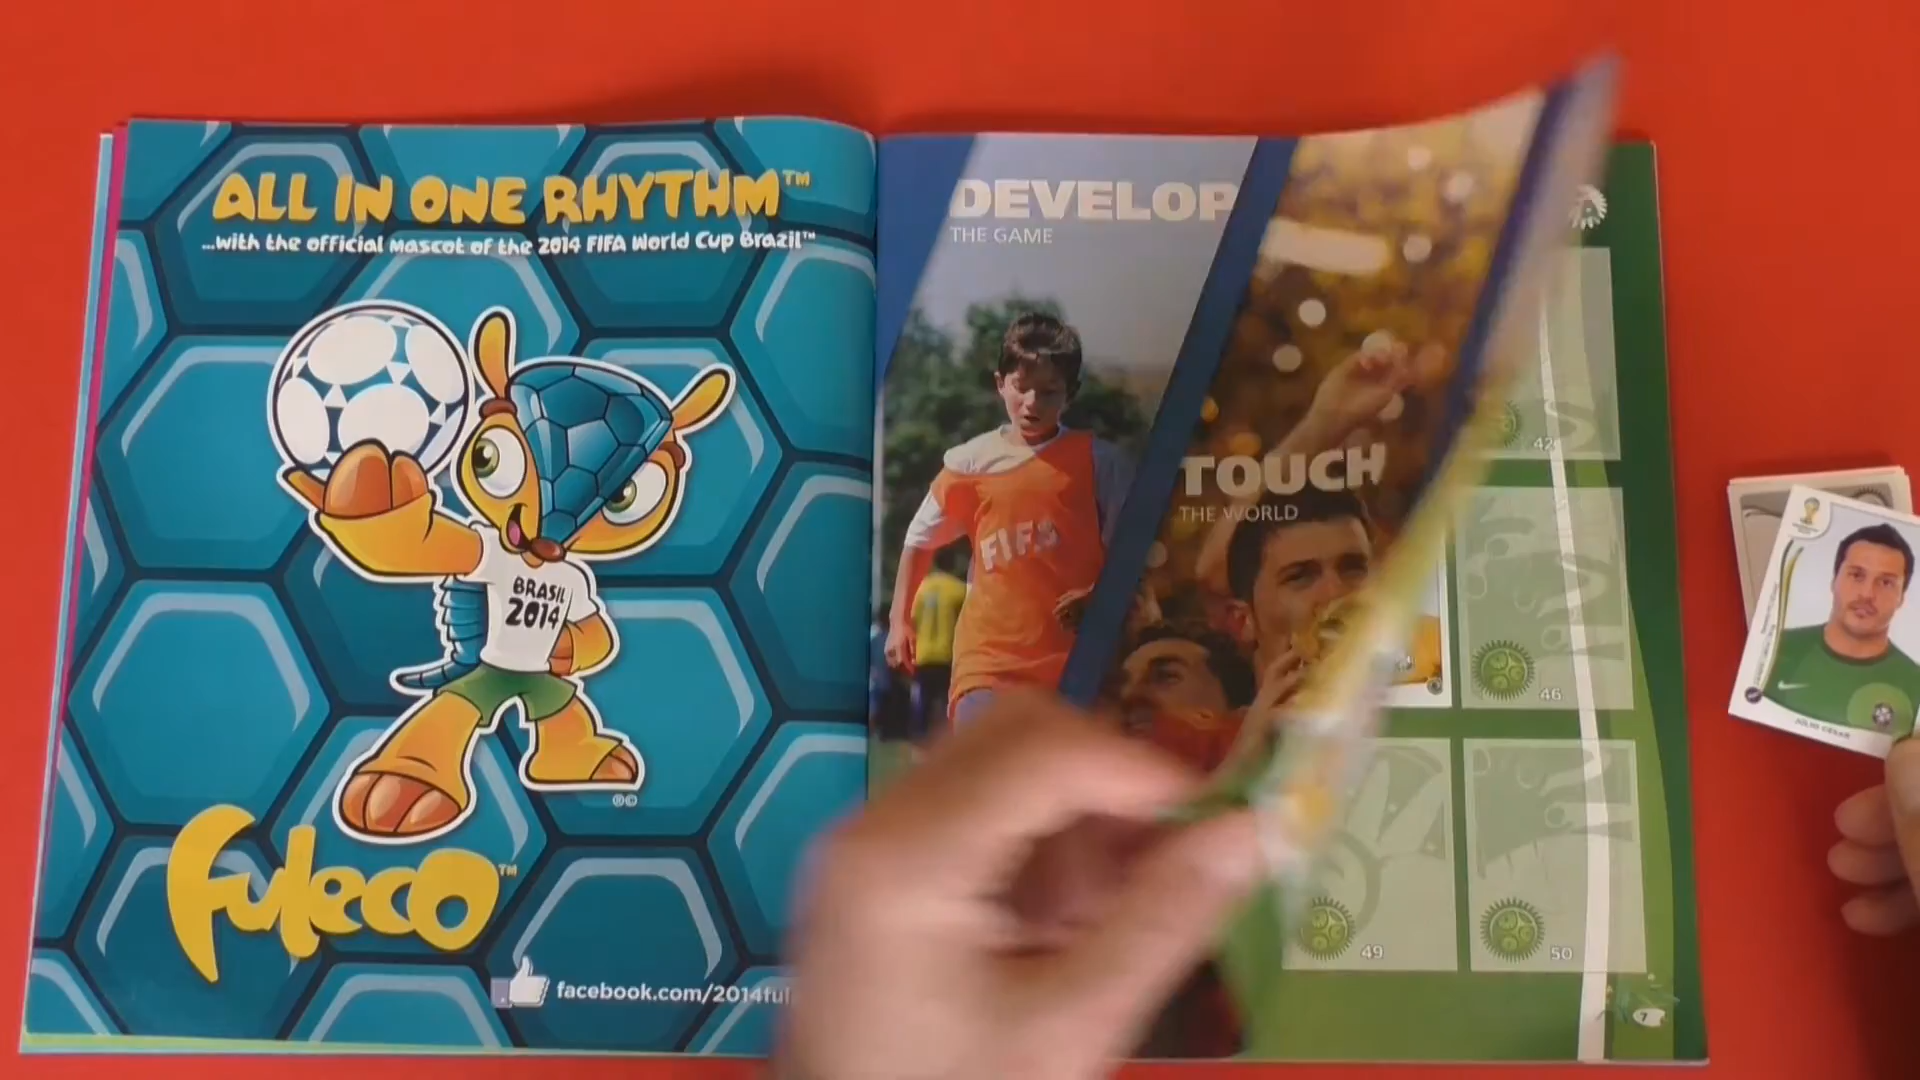 ALL IN ONE RHYTHM™
...with the official mascot of the 2014 FIFA World Cup Brazil™
BRASIL
2014
®©
Fuleco™
facebook.com/2014ful
DEVELOP
THE GAME
TOUCH
THE WORLD
42
46
49
50
7
JÚLIO CÉSAR